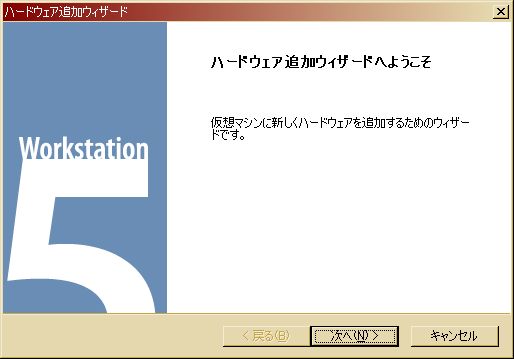 ハードウェア追加ウィザード
ハードウェア追加ウィザードへようこそ
仮想マシンに新しくハードウェアを追加するためのウィザー
ドです。
Workstation
5
< 戻る(B)
次へ(N) >
キャンセル